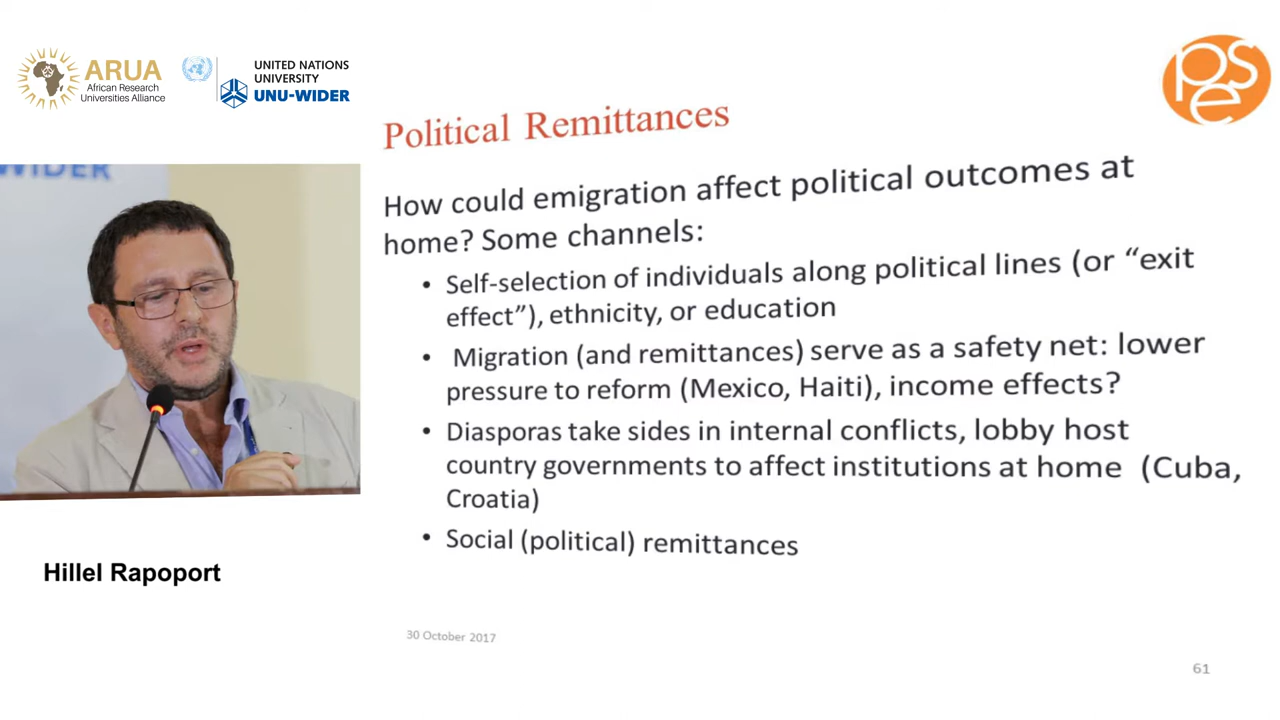 ARUA
African Research
Universities Alliance
UNITED NATIONS
UNIVERSITY
UNU-WIDER
pse
Political Remittances
WIDER
How could emigration affect political outcomes at
home? Some channels:
• Self-selection of individuals along political lines (or “exit
effect”), ethnicity, or education
• Migration (and remittances) serve as a safety net: lower
pressure to reform (Mexico, Haiti), income effects?
• Diasporas take sides in internal conflicts, lobby host
country governments to affect institutions at home (Cuba,
Croatia)
• Social (political) remittances
Hillel Rapoport
30 October 2017
61